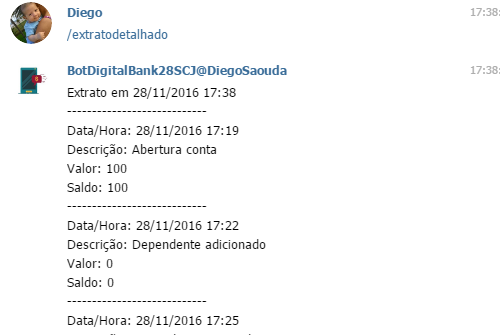 Diego 17:38:
/extratodetalhado
BotDigitalBank28SCJ@DiegoSaouda 17:38:
Extrato em 28/11/2016 17:38
----------------------------
Data/Hora: 28/11/2016 17:19
Descrição: Abertura conta
Valor: 100
Saldo: 100
----------------------------
Data/Hora: 28/11/2016 17:22
Descrição: Dependente adicionado
Valor: 0
Saldo: 0
----------------------------
Data/Hora: 28/11/2016 17:25